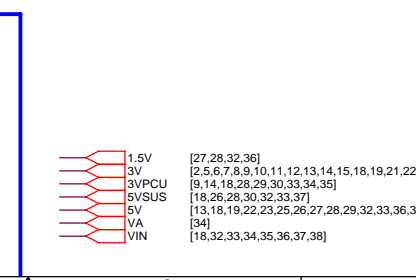 1.5V [27,28,32,36]
3V [2,5,6,7,8,9,10,11,12,13,14,15,18,19,21,22
3VPCU [9,14,18,28,29,30,33,34,35]
5VSUS [18,26,28,30,32,33,37]
5V [13,18,19,22,23,25,26,27,28,29,32,33,36,3
VA [34]
VIN [18,32,33,34,35,36,37,38]